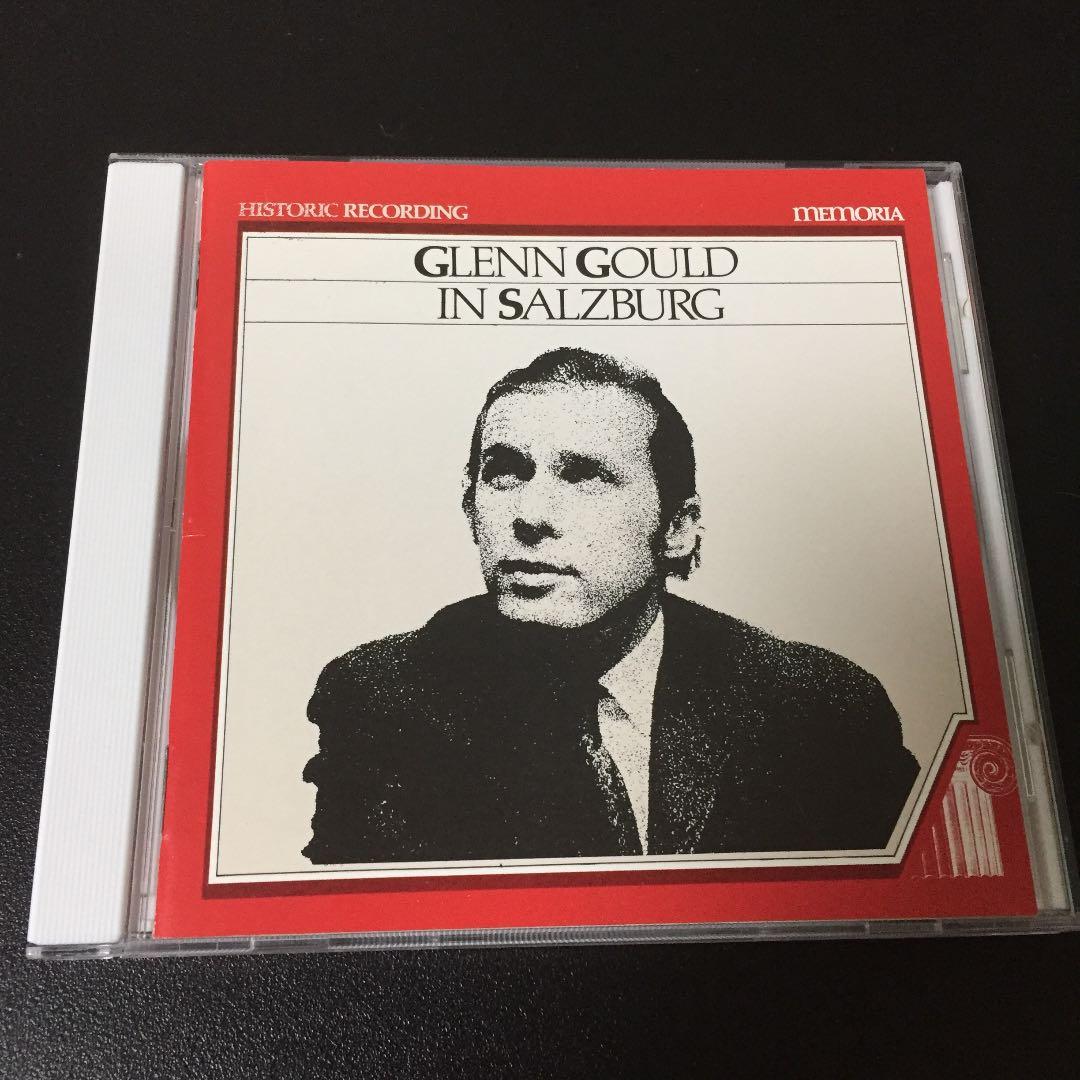 HISTORIC RECORDING
MEMORIA
GLENN GOULD
IN SALZBURG